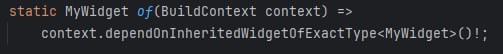 static MyWidget of(BuildContext context) =>
context.dependOnInheritedWidgetOfExactType<MyWidget>()!;